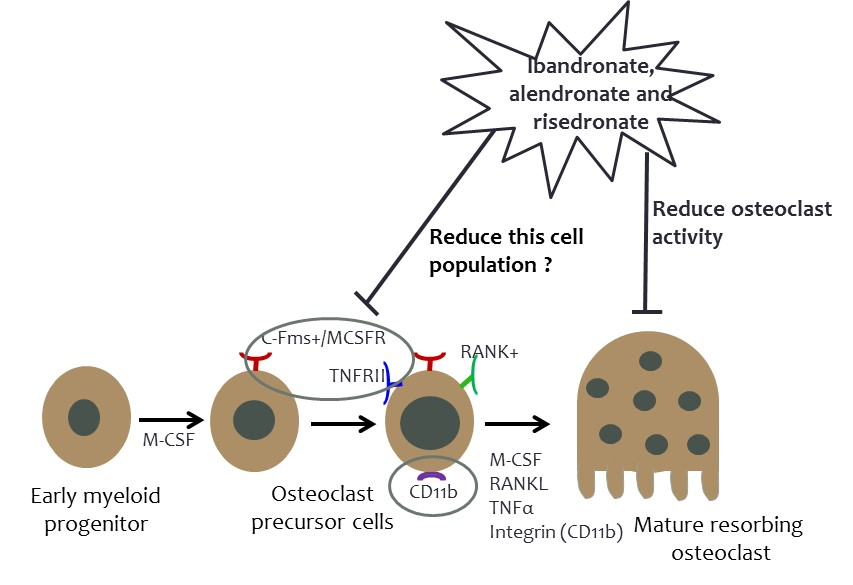 Ibandronate,
alendronate and
risedronate
Reduce osteoclast
activity
Reduce this cell
population ?
C-Fms+/MCSFR
TNFRII
RANK+
M-CSF
CD11b
M-CSF
RANKL
TNFα
Integrin (CD11b)
Early myeloid
progenitor
Osteoclast
precursor cells
Mature resorbing
osteoclast